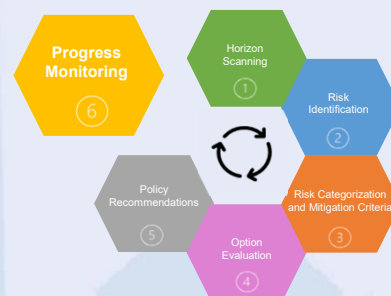 Progress
Monitoring
6
Horizon
Scanning
1
Risk
Identification
2
Risk Categorization
and Mitigation Criteria
3
Option
Evaluation
4
Policy
Recommendations
5